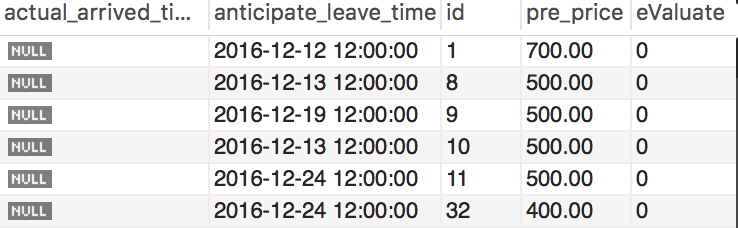 actual_arrived_ti... anticipate_leave_time id pre_price eValuate
NULL 2016-12-12 12:00:00 1 700.00 0
NULL 2016-12-13 12:00:00 8 500.00 0
NULL 2016-12-19 12:00:00 9 500.00 0
NULL 2016-12-13 12:00:00 10 500.00 0
NULL 2016-12-24 12:00:00 11 500.00 0
NULL 2016-12-24 12:00:00 32 400.00 0